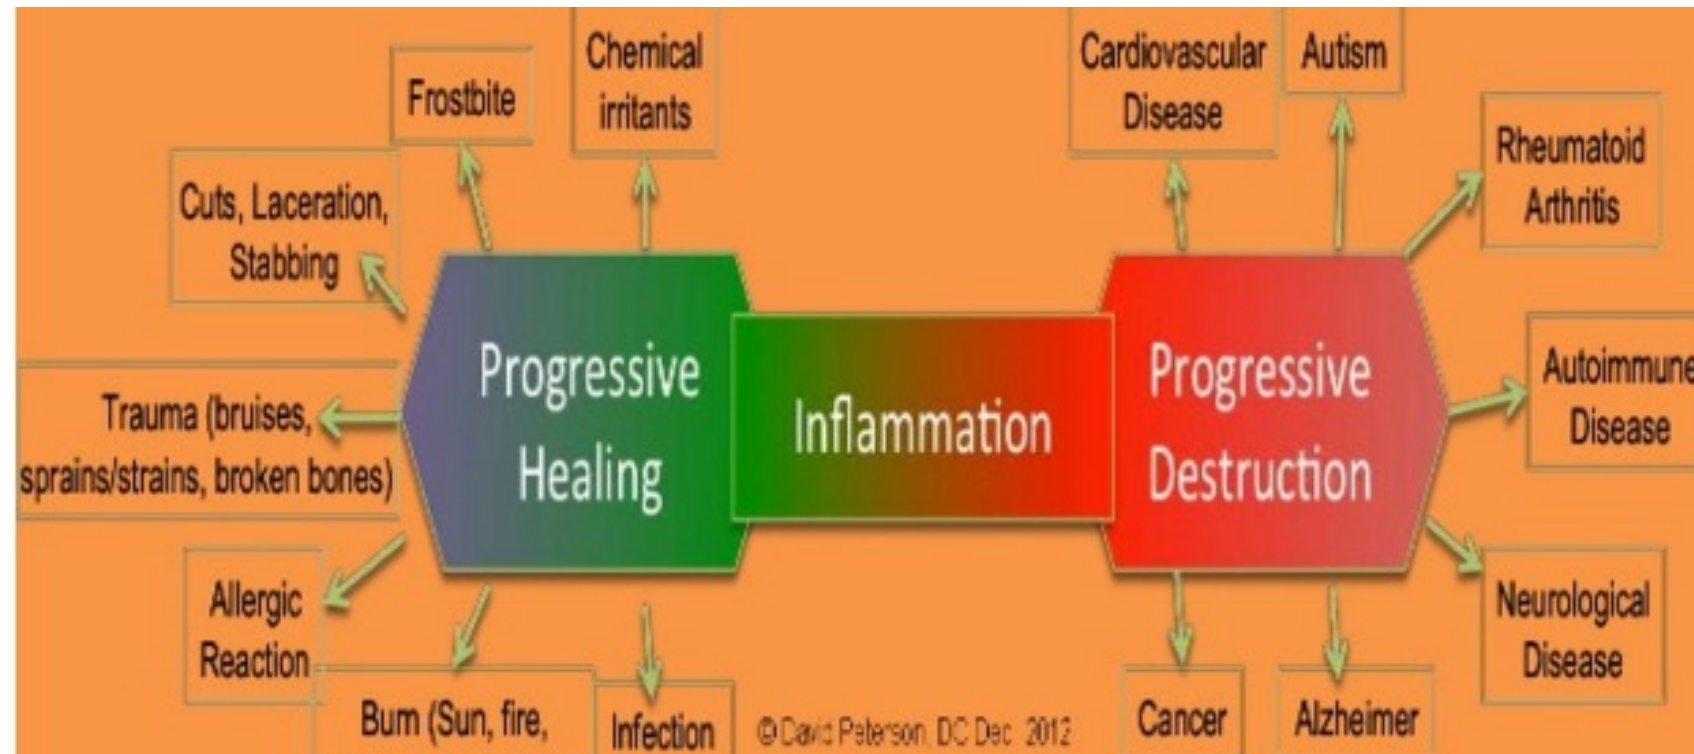 Chemical
irritants
Frostbite
Cuts, Laceration,
Stabbing
Trauma (bruises,
sprains/strains, broken bones)
Allergic
Reaction
Burn (Sun, fire,
Infection
Progressive
Healing
Inflammation
Progressive
Destruction
Cardiovascular
Disease
Autism
Rheumatoid
Arthritis
Autoimmune
Disease
Neurological
Disease
Alzheimer
Cancer
© David Peterson, DC Dec 2012